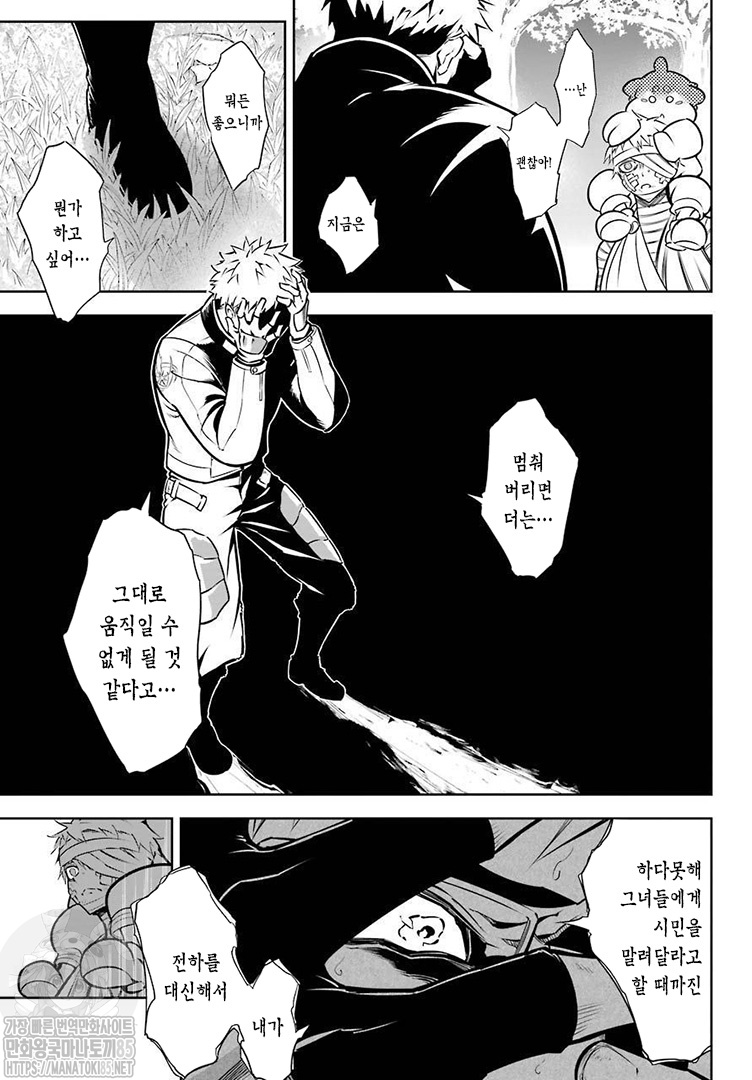 …난
괜찮아!
지금은
뭐든
좋으니까
뭔가
하고
싶어…
멈춰
버리면
더는…
그대로
움직일 수
없게 될 것
같다고…
하다못해
그녀들에게
시민을
말려달라고
할 때까진
내가
전하를
대신해서
가장 빠른 번역만화사이트
만화왕국마나토끼85
HTTPS://MANATOKI85.NET